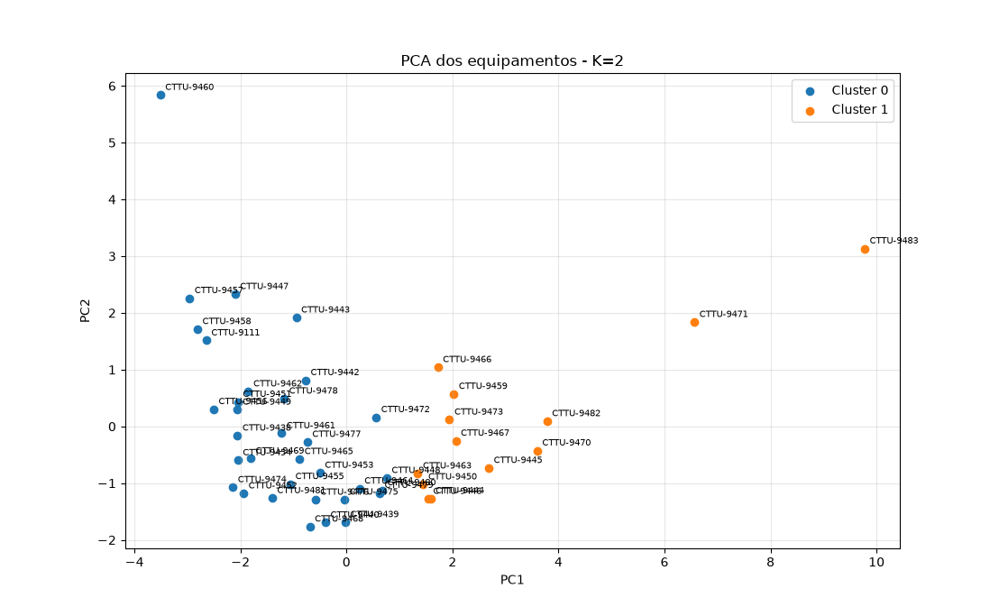 PCA dos equipamentos - K=2
Cluster 0
Cluster 1
CTTU-9460
CTTU-9483
CTTU-9457
CTTU-9447
CTTU-9443
CTTU-9471
CTTU-9458
CTTU-9111
CTTU-9466
CTTU-9442
CTTU-9462
CTTU-9459
CTTU-9451
CTTU-9478
CTTU-9449
CTTU-9472
CTTU-9473
CTTU-9482
CTTU-9438
CTTU-9461
CTTU-9477
CTTU-9467
CTTU-9470
CTTU-9469
CTTU-9465
CTTU-9445
CTTU-9453
CTTU-9463
CTTU-9448
CTTU-9450
CTTU-9474
CTTU-9455
CTTU-9481
CTTU-9475
CTTU-9439
CTTU-9468
6
5
4
3
2
1
0
−1
−2
PC2
−4
−2
0
2
4
6
8
10
PC1